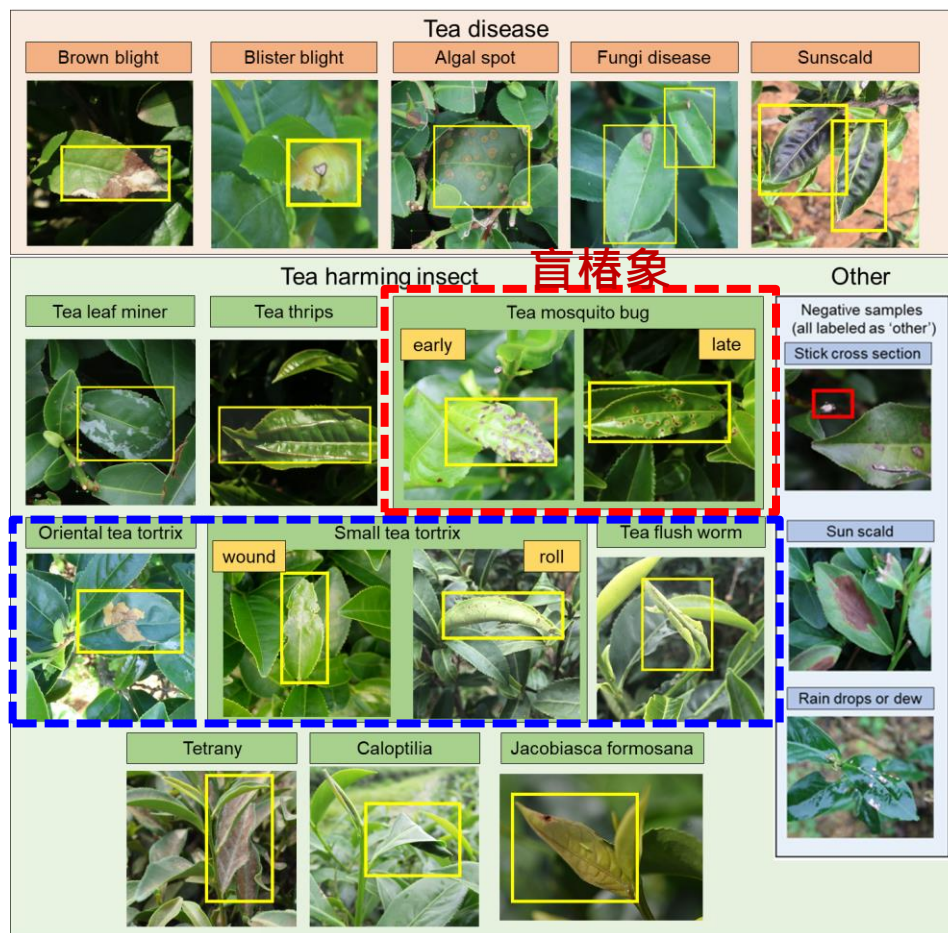 Tea disease
Brown blight
Blister blight
Algal spot
Fungi disease
Sunscald
盲椿象
Tea harming insect
Other
Tea leaf miner
Tea thrips
Tea mosquito bug
early
late
Negative samples
(all labeled as ‘other’)
Stick cross section
Oriental tea tortrix
Small tea tortrix
wound
roll
Tea flush worm
Sun scald
Rain drops or dew
Tetrany
Caloptilia
Jacobiasca formosana